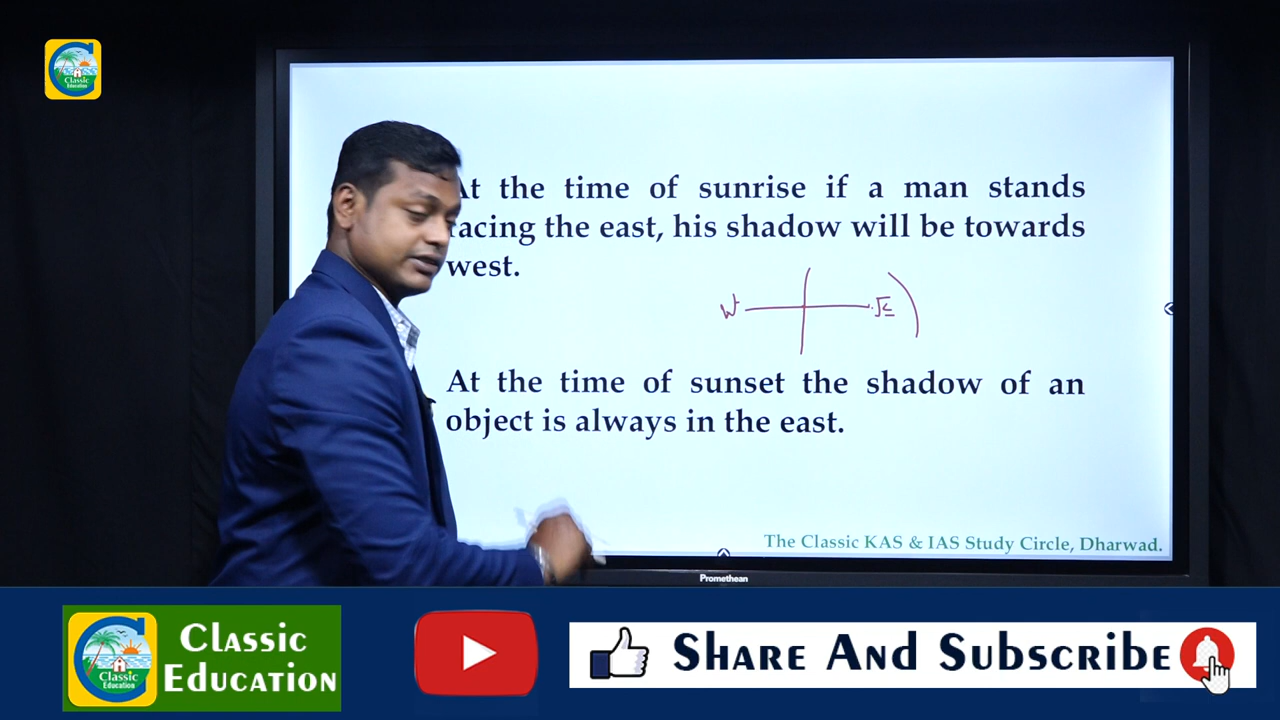 Classic
Education
At the time of sunrise if a man stands
facing the east, his shadow will be towards
west.
W E
At the time of sunset the shadow of an
object is always in the east.
The Classic KAS & IAS Study Circle, Dharwad.
Promethean
Classic
Education
Classic
Education
Share And Subscribe